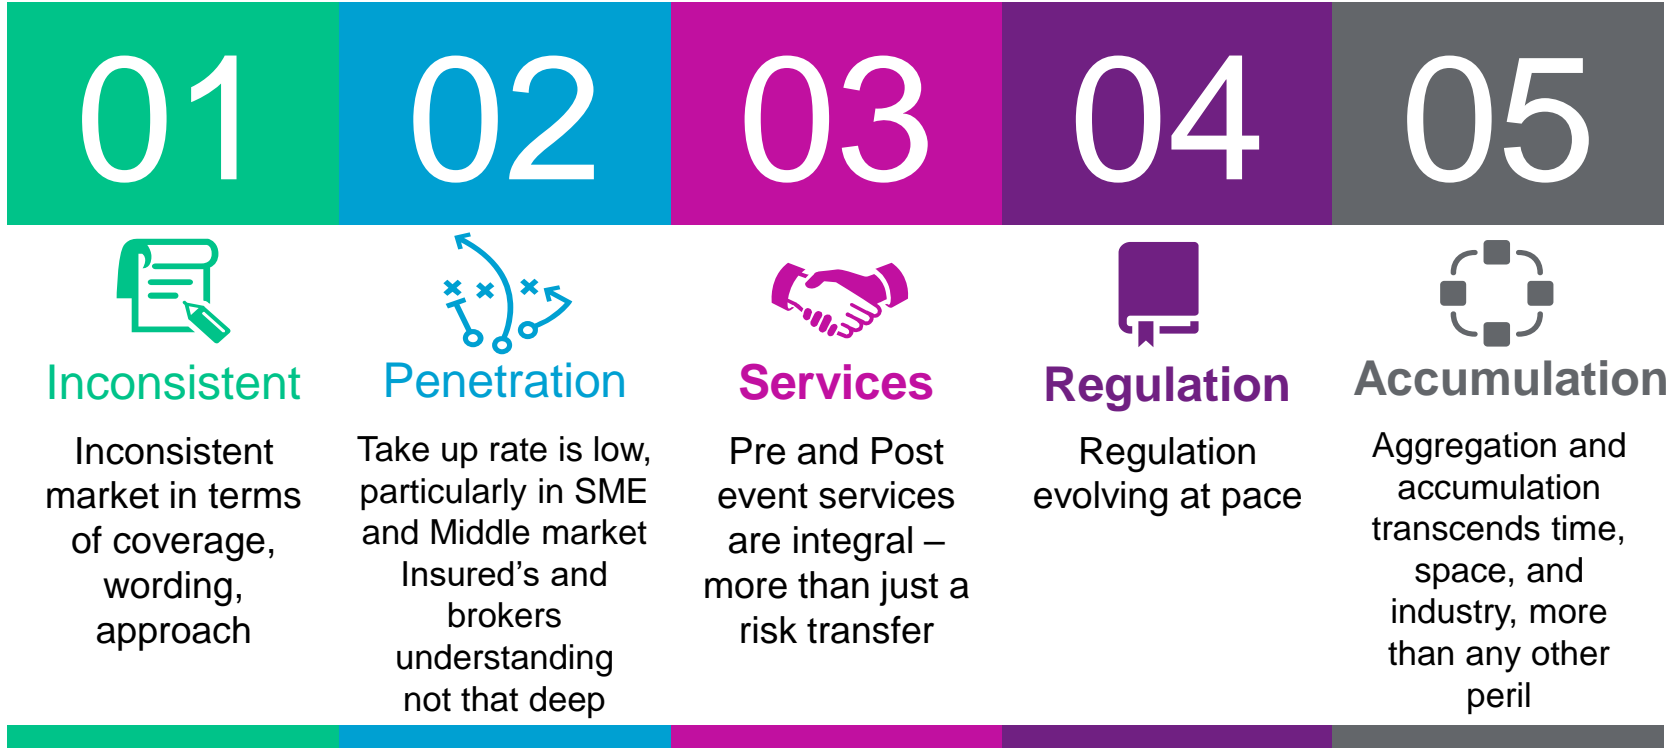 01
Inconsistent
Inconsistent
market in terms
of coverage,
wording,
approach
02
Penetration
Take up rate is low,
particularly in SME
and Middle market
Insured’s and
brokers
understanding
not that deep
03
Services
Pre and Post
event services
are integral –
more than just a
risk transfer
04
Regulation
Regulation
evolving at pace
05
Accumulation
Aggregation and
accumulation
transcends time,
space, and
industry, more
than any other
peril